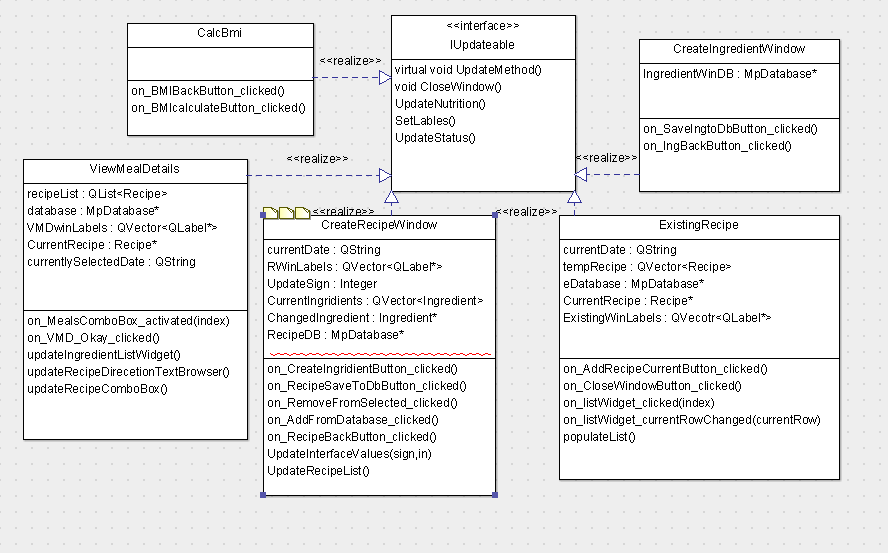 CalcBmi
on_BMIBackButton_clicked()
on_BMIcalculateButton_clicked()
<<realize>>
<<interface>>
IUpdateable
virtual void UpdateMethod()
void CloseWindow()
UpdateNutrition()
SetLables()
UpdateStatus()
CreateIngredientWindow
IngredientWinDB : MpDatabase*
on_SaveIngtoDbButton_clicked()
on_IngBackButton_clicked()
<<realize>>
<<realize>>
ViewMealDetails
recipeList : QList<Recipe>
database : MpDatabase*
VMDwinLabels : QVector<QLabel*>
CurrentRecipe : Recipe*
currentlySelectedDate : QString
on_MealsComboBox_activated(index)
on_VMD_Okay_clicked()
updateIngredientListWidget()
updateRecipeDirecetionTextBrowser()
updateRecipeComboBox()
<<realize>>
<<realize>>
CreateRecipeWindow
currentDate : QString
RWinLabels : QVector<QLabel*>
UpdateSign : Integer
CurrentIngridients : QVector<Ingredient>
ChangedIngredient : Ingredient*
RecipeDB : MpDatabase*
on_CreateIngridientButton_clicked()
on_RecipeSaveToDbButton_clicked()
on_RemoveFromSelected_clicked()
on_AddFromDatabase_clicked()
on_RecipeBackButton_clicked()
UpdateInterfaceValues(sign,in)
UpdateRecipeList()
ExistingRecipe
currentDate : QString
tempRecipe : QVector<Recipe>
eDatabase : MpDatabase*
CurrentRecipe : Recipe*
ExistingWinLabels : QVecotr<QLabel*>
on_AddRecipeCurrentButton_clicked()
on_CloseWindowButton_clicked()
on_listWidget_clicked(index)
on_listWidget_currentRowChanged(currentRow)
populateList()